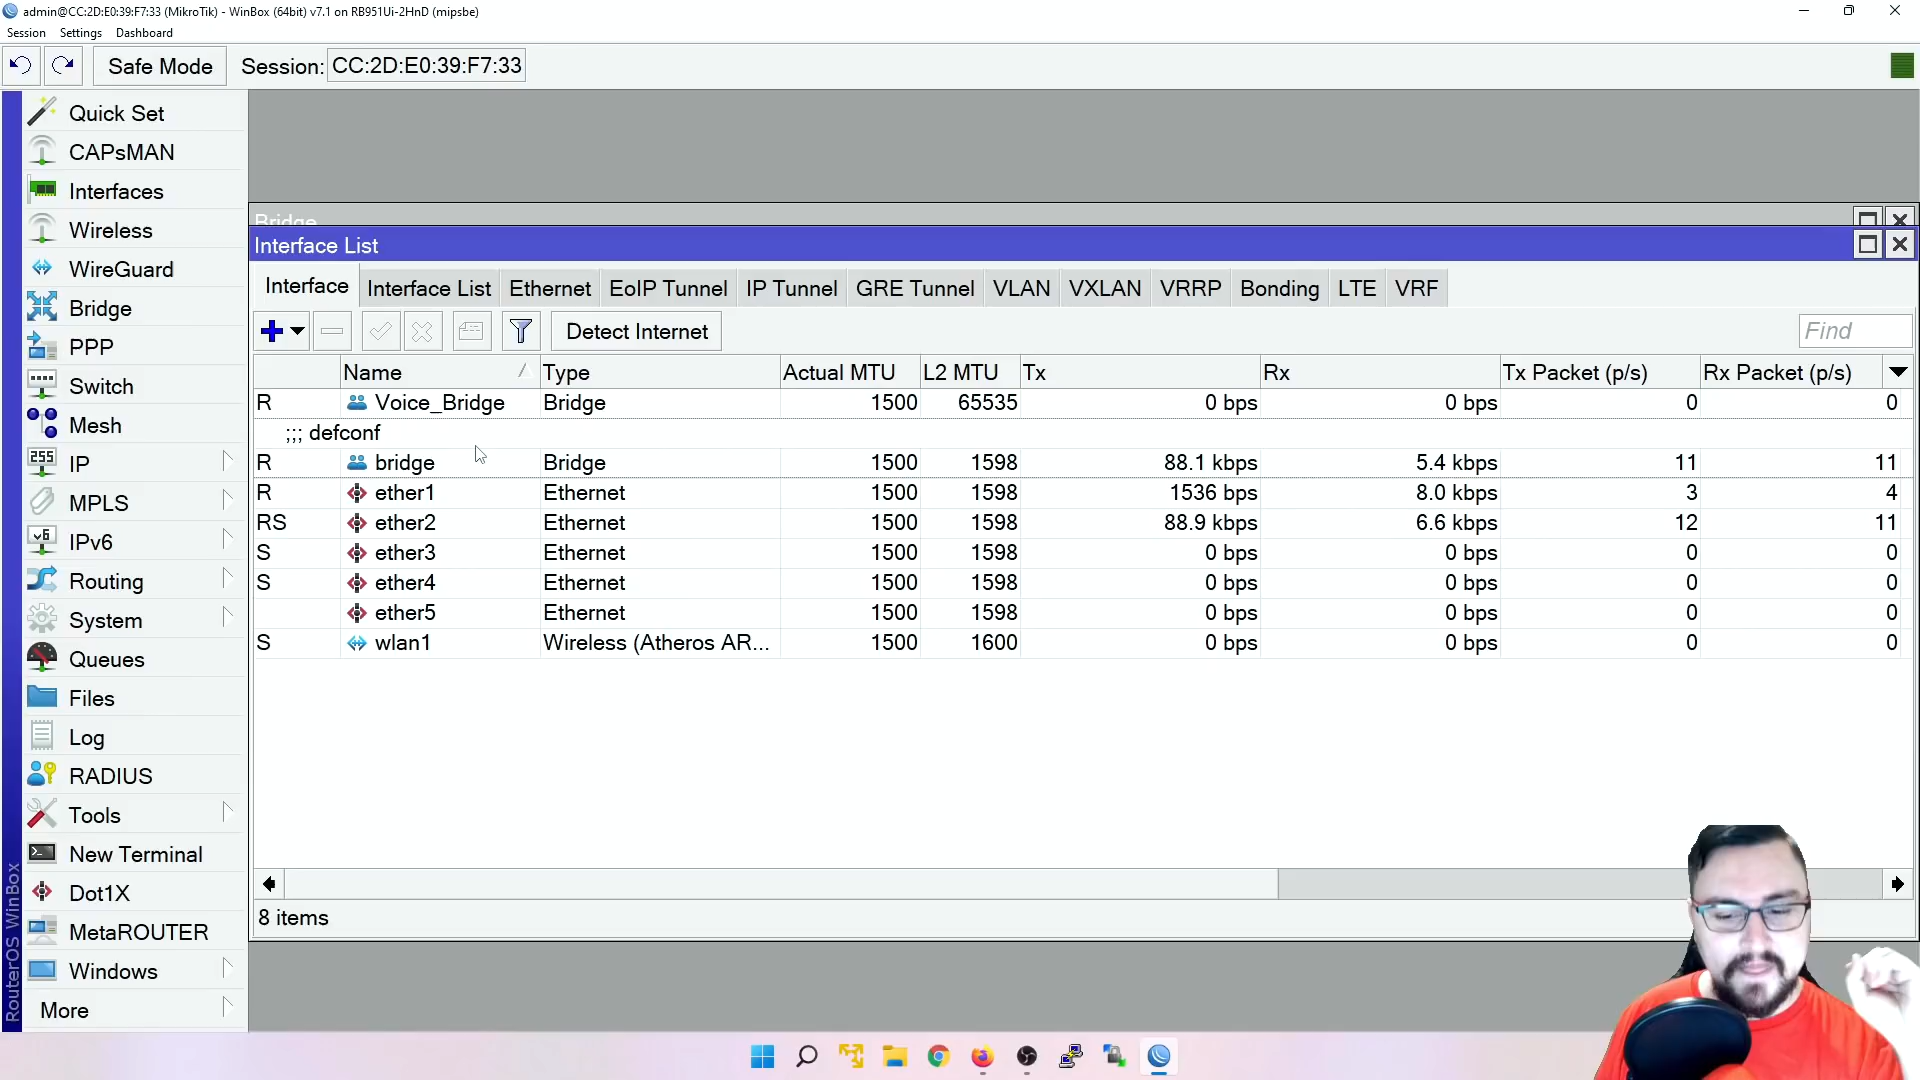 admin@CC:2D:E0:39:F7:33 (MikroTik) - WinBox (64bit) v7.1 on RB951Ui-2HnD (mipsbe)
Session Settings Dashboard
Safe Mode Session: CC:2D:E0:39:F7:33
Quick Set
CAPsMAN
Interfaces
Wireless
WireGuard
Bridge
PPP
Switch
Mesh
255 IP
MPLS
v6 IPv6
Routing
System
Queues
Files
Log
RADIUS
Tools
New Terminal
Dot1X
MetaROUTER
Windows
More
RouterOS WinBox
Bridge
Interface List
Interface Interface List Ethernet EoIP Tunnel IP Tunnel GRE Tunnel VLAN VXLAN VRRP Bonding LTE VRF
Detect Internet Find
Name Type Actual MTU L2 MTU Tx Rx Tx Packet (p/s) Rx Packet (p/s)
R Voice_Bridge Bridge 1500 65535 0 bps 0 bps 0 0
;;; defconf
R bridge Bridge 1500 1598 88.1 kbps 5.4 kbps 11 11
R ether1 Ethernet 1500 1598 1536 bps 8.0 kbps 3 4
RS ether2 Ethernet 1500 1598 88.9 kbps 6.6 kbps 12 11
S ether3 Ethernet 1500 1598 0 bps 0 bps 0 0
S ether4 Ethernet 1500 1598 0 bps 0 bps 0 0
ether5 Ethernet 1500 1598 0 bps 0 bps 0 0
S wlan1 Wireless (Atheros AR... 1500 1600 0 bps 0 bps 0 0
8 items